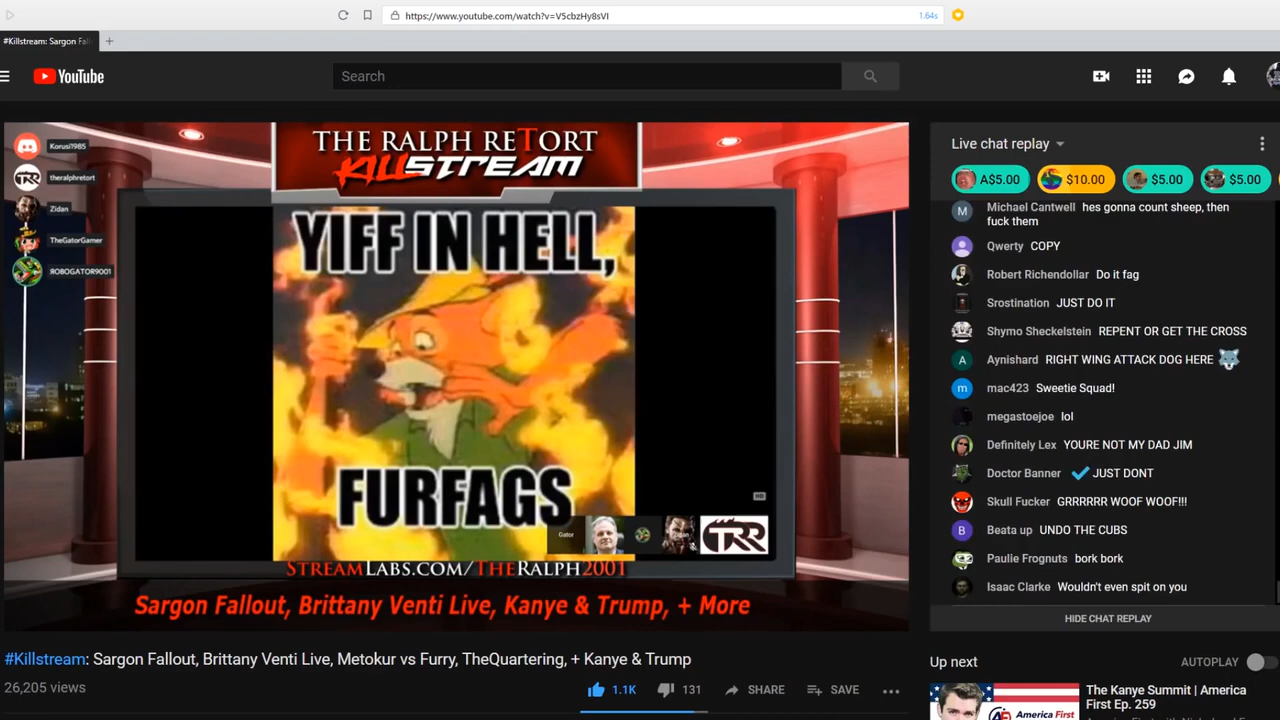 https://www.youtube.com/watch?v=V5cbzHy8sVI
1.64s
#Killstream: Sargon Fal
YouTube
Search
THE RALPH RETORT
KILLSTREAM
Korusi1985
theralphretort
Zidan
TheGatorGamer
ROBOGATOR9001
YIFF IN HELL,
FURFAGS
HD
Gator
Zidan
TRR
STREAMLABS.COM/THERALPH2001
Sargon Fallout, Brittany Venti Live, Kanye & Trump, + More
#Killstream: Sargon Fallout, Brittany Venti Live, Metokur vs Furry, TheQuartering, + Kanye & Trump
26,205 views
1.1K
131
SHARE
SAVE
Live chat replay
A$5.00
$10.00
$5.00
$5.00
Michael Cantwell hes gonna count sheep, then
fuck them
Qwerty COPY
Robert Richendollar Do it fag
Srostination JUST DO IT
Shymo Sheckelstein REPENT OR GET THE CROSS
Aynishard RIGHT WING ATTACK DOG HERE
mac423 Sweetie Squad!
megastoejoe lol
Definitely Lex YOURE NOT MY DAD JIM
Doctor Banner JUST DONT
Skull Fucker GRRRRRR WOOF WOOF!!!
Beata up UNDO THE CUBS
Paulie Frognuts bork bork
Isaac Clarke Wouldn't even spit on you
HIDE CHAT REPLAY
Up next
AUTOPLAY
The Kanye Summit | America
First Ep. 259
America First